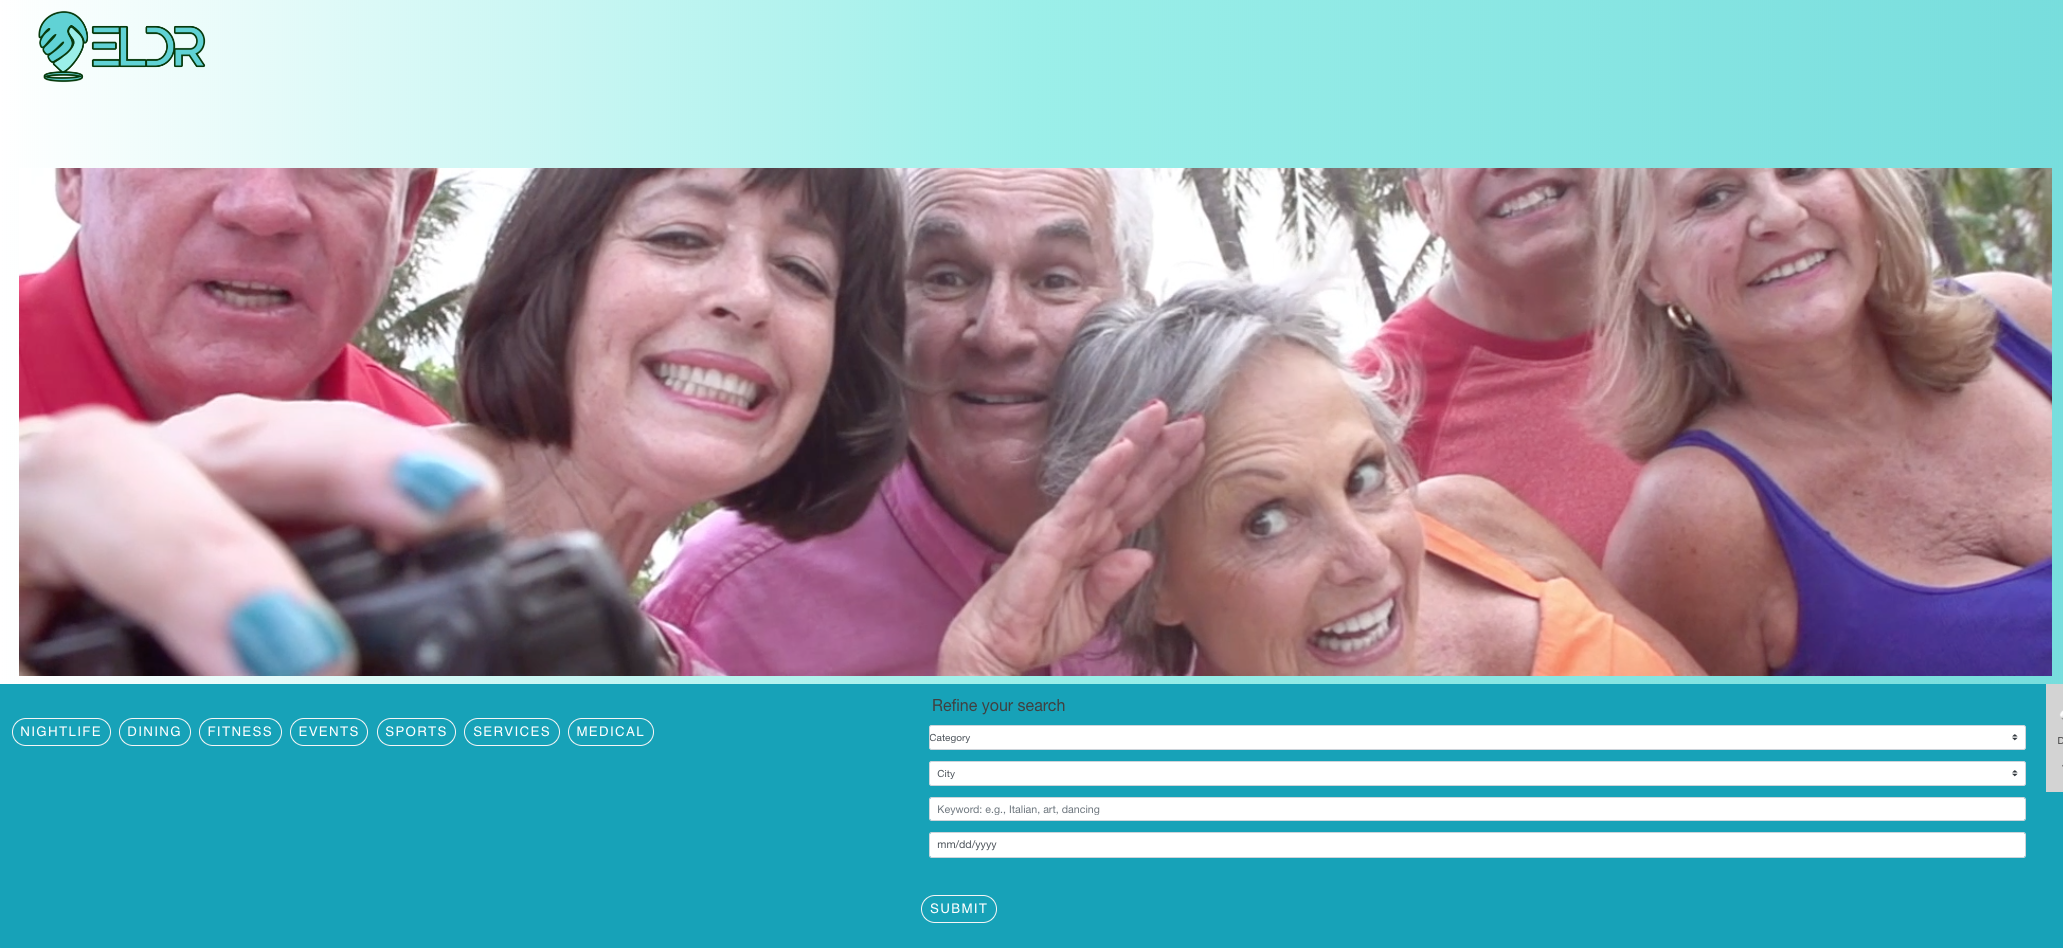 ELDR
Refine your search
NIGHTLIFE DINING FITNESS EVENTS SPORTS SERVICES MEDICAL
Category
City
Keyword: e.g., Italian, art, dancing
mm/dd/yyyy
SUBMIT